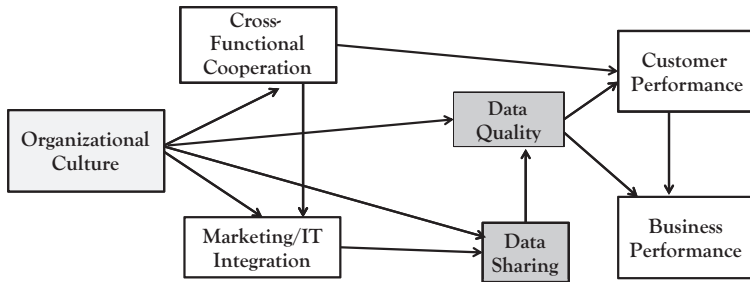 Cross-
Functional
Cooperation
Customer
Performance
Data
Quality
Organizational
Culture
Marketing/IT
Integration
Data
Sharing
Business
Performance